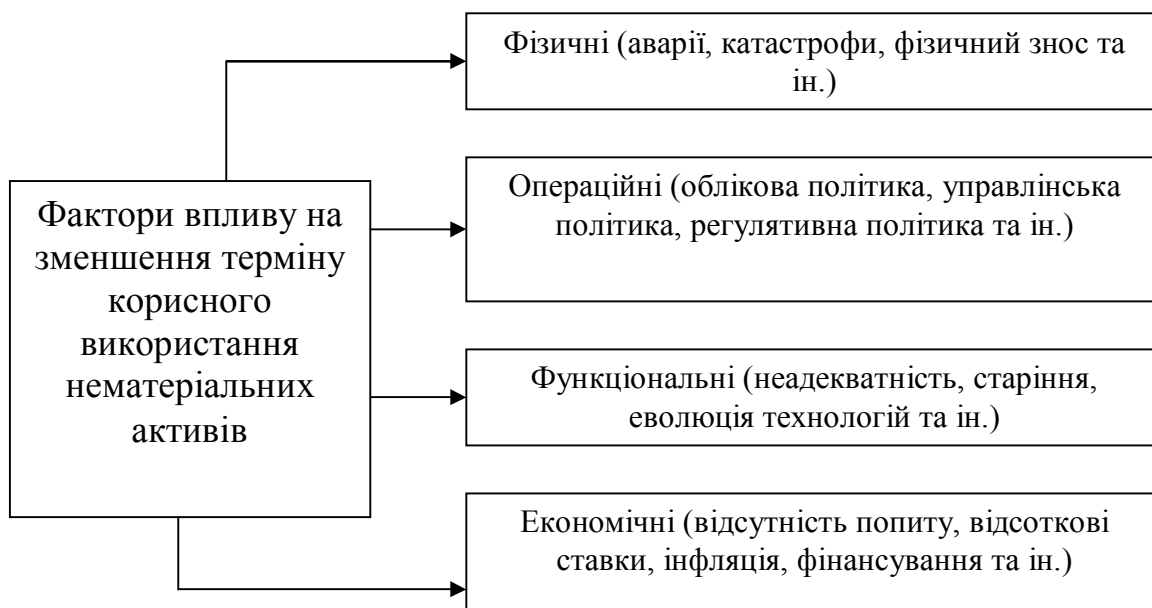 Фізичні (аварії, катастрофи, фізичний знос та
ін.)
Операційні (облікова політика, управлінська
політика, регулятивна політика та ін.)
Фактори впливу на
зменшення терміну
корисного
використання
нематеріальних
активів
Функціональні (неадекватність, старіння,
еволюція технологій та ін.)
Економічні (відсутність попиту, відсоткові
ставки, інфляція, фінансування та ін.)